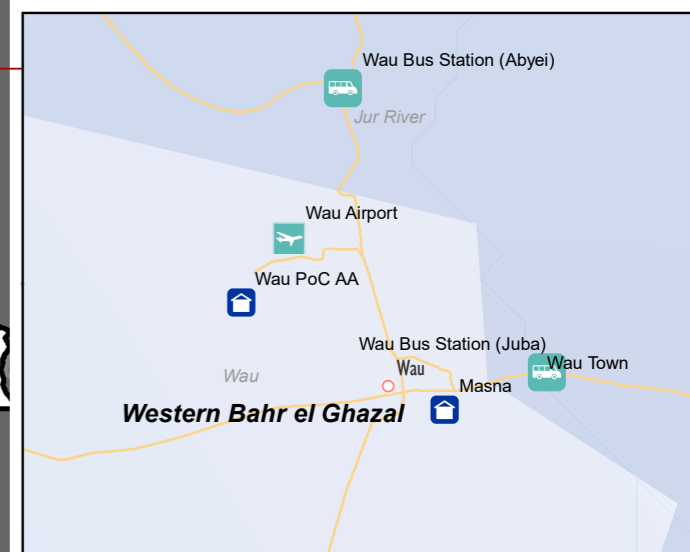 Wau Bus Station (Abyei)
Jur River
Wau Airport
Wau PoC AA
Wau Bus Station (Juba)
Wau Town
Wau
Wau
Masna
Western Bahr el Ghazal